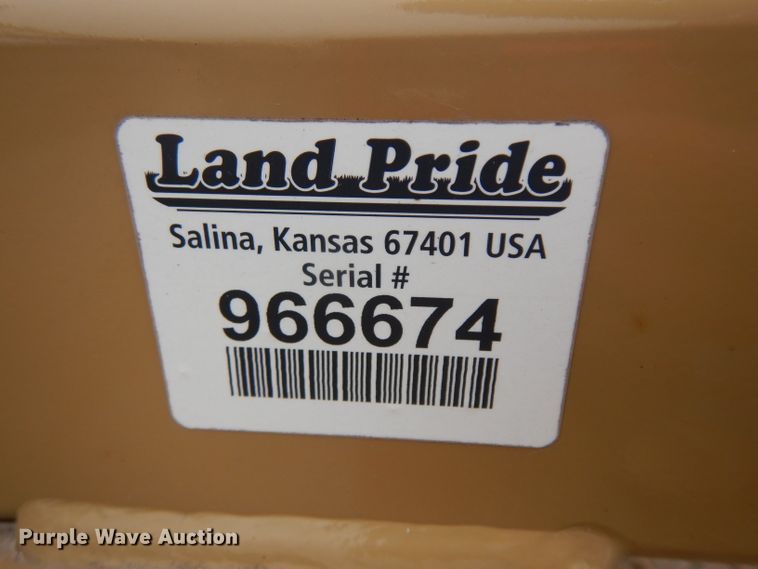 Land Pride
Salina, Kansas 67401 USA
Serial #
966674
Purple Wave Auction